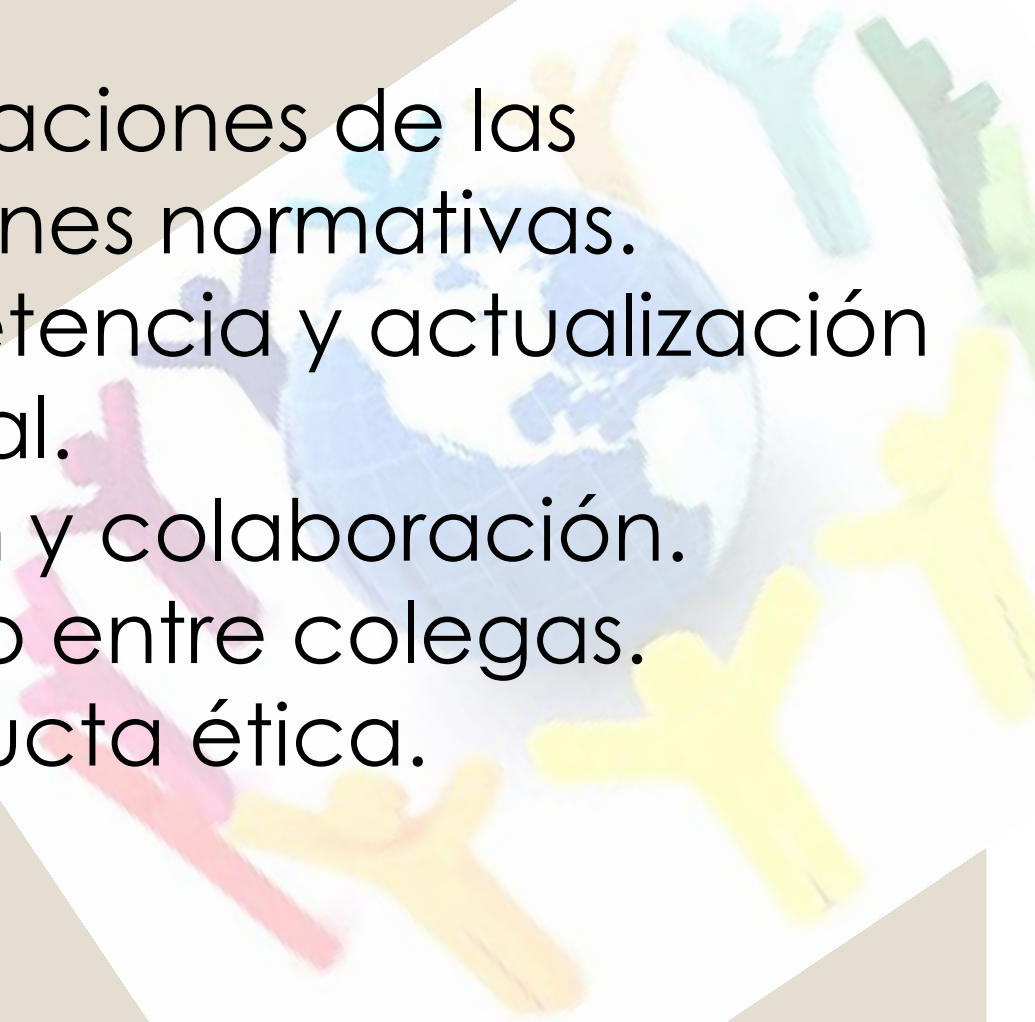 aciones de las
nes normativas.
etencia y actualización
al.
y colaboración.
o entre colegas.
ucta ética.